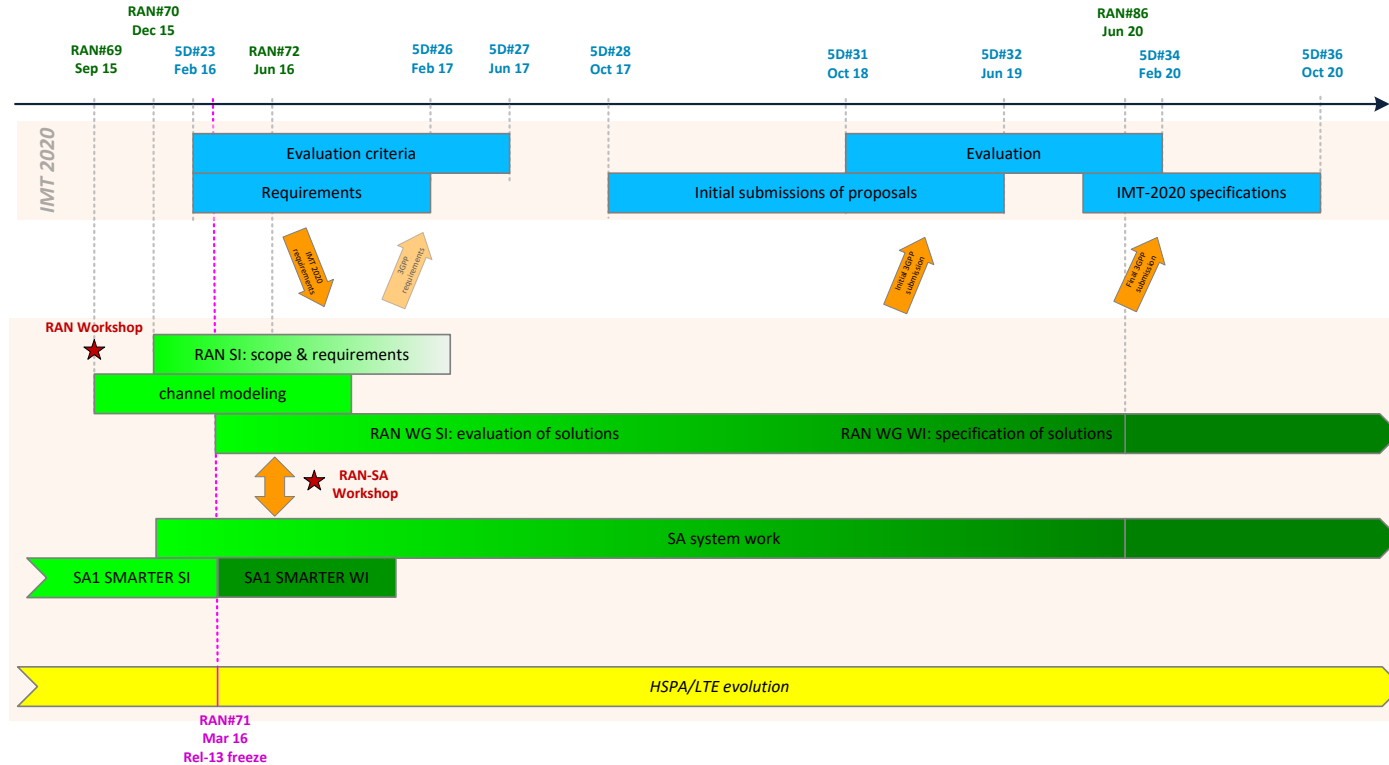 RAN#70
Dec 15
RAN#86
Jun 20
RAN#69
Sep 15
5D#23
Feb 16
RAN#72
Jun 16
5D#26
Feb 17
5D#27
Jun 17
5D#28
Oct 17
5D#31
Oct 18
5D#32
Jun 19
5D#34
Feb 20
5D#36
Oct 20
IMT 2020
Evaluation criteria
Evaluation
Requirements
Initial submissions of proposals
IMT-2020 specifications
IMT 2020
requirements
3GPP
requirements
Initial 3GPP
submission
Final 3GPP
submission
RAN Workshop
RAN SI: scope & requirements
channel modeling
RAN WG SI: evaluation of solutions
RAN WG WI: specification of solutions
RAN-SA
Workshop
SA system work
SA1 SMARTER SI
SA1 SMARTER WI
HSPA/LTE evolution
RAN#71
Mar 16
Rel-13 freeze